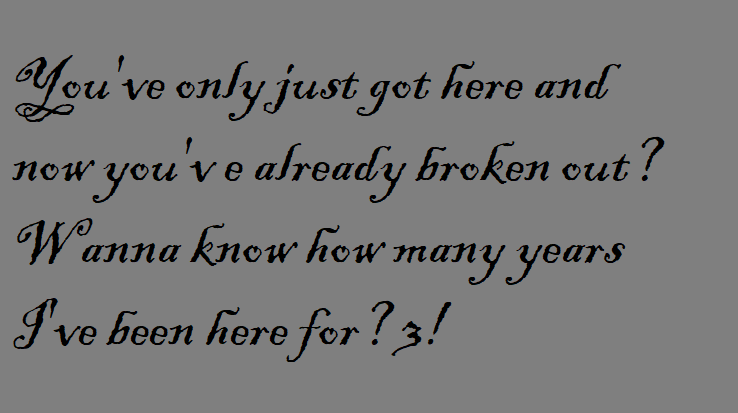 You've only just got here and
now you've already broken out?
Wanna know how many years
I've been here for? 3!